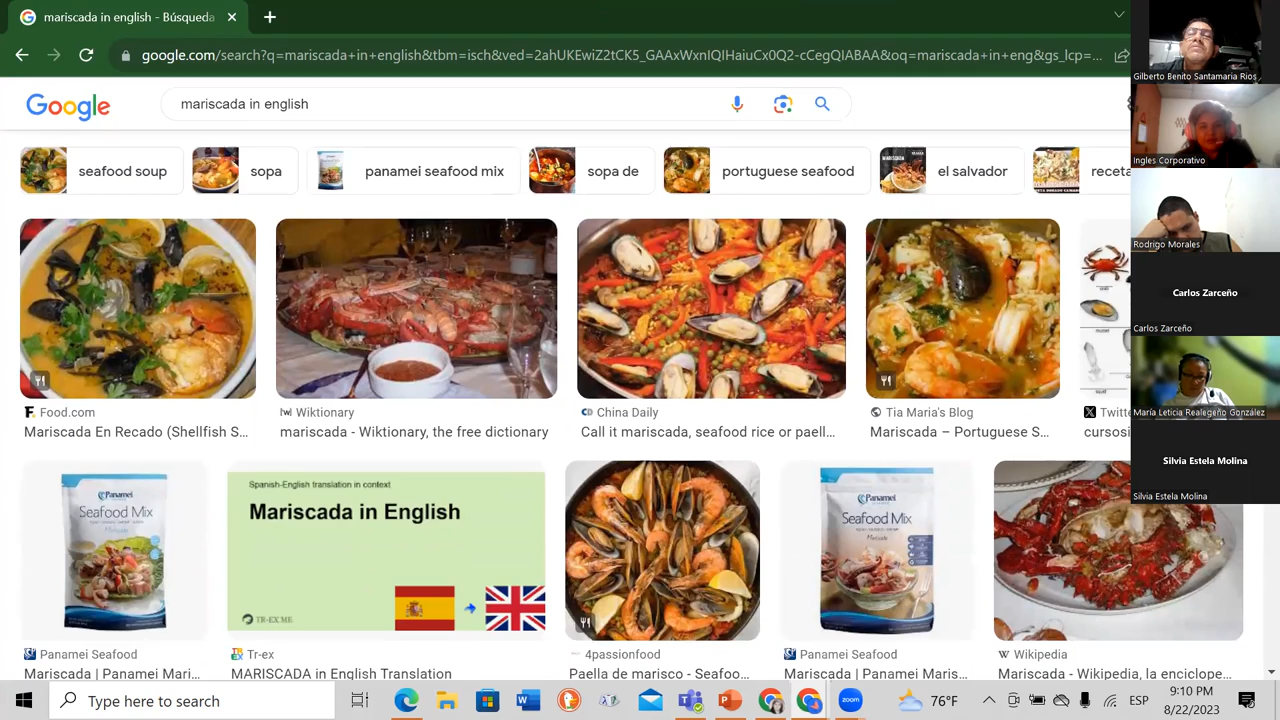 mariscada in english - Búsqueda
google.com/search?q=mariscada+in+english&tbm=isch&ved=2ahUKEwiZ2tCK5_GAAxWxnIQIHaiuCx0Q2-cCegQIABAA&oq=mariscada+in+eng&gs_lcp=...
Google
mariscada in english
seafood soup
sopa
panamei seafood mix
sopa de
portuguese seafood
el salvador
receta
Food.com
Mariscada En Recado (Shellfish S...
Wiktionary
mariscada - Wiktionary, the free dictionary
China Daily
Call it mariscada, seafood rice or paell...
Tia Maria's Blog
Mariscada – Portuguese S...
Twitte
cursosi
Panamei
Seafood Mix
Spanish-English translation in context
Mariscada in English
TR-EX.ME
Panamei
Seafood Mix
Mariscada
Panamei Seafood
Mariscada | Panamei Mari...
Tr-ex
MARISCADA in English Translation
4passionfood
Paella de marisco - Seafoo...
Panamei Seafood
Mariscada | Panamei Maris...
Wikipedia
Mariscada - Wikipedia, la enciclope...
Gilberto Benito Santamaria Rios
Ingles Corporativo
Rodrigo Morales
Carlos Zarceño
Carlos Zarceño
María Leticia Realegeño González
Silvia Estela Molina
Silvia Estela Molina
Type here to search
zoom
76°F
ESP
9:10 PM
8/22/2023